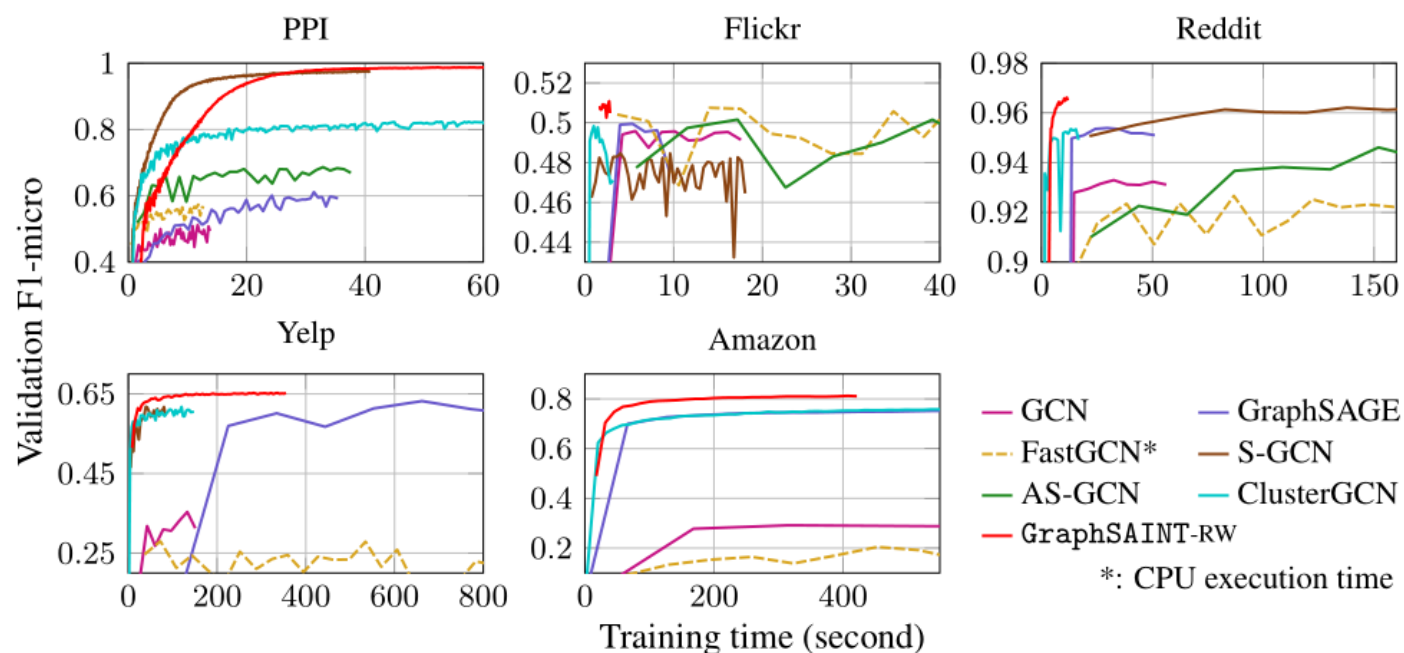 PPI
Flickr
Reddit
1
0.8
0.6
0.4
0 20 40 60
0.52
0.5
0.48
0.46
0.44
0 10 20 30 40
0.98
0.96
0.94
0.92
0.9
0 50 100 150
Validation F1-micro
Yelp
Amazon
0.65
0.45
0.25
0 200 400 600 800
0.8
0.6
0.4
0.2
0 200 400
Training time (second)
GCN
GraphSAGE
FastGCN*
S-GCN
AS-GCN
ClusterGCN
GraphSAINT-RW
*: CPU execution time